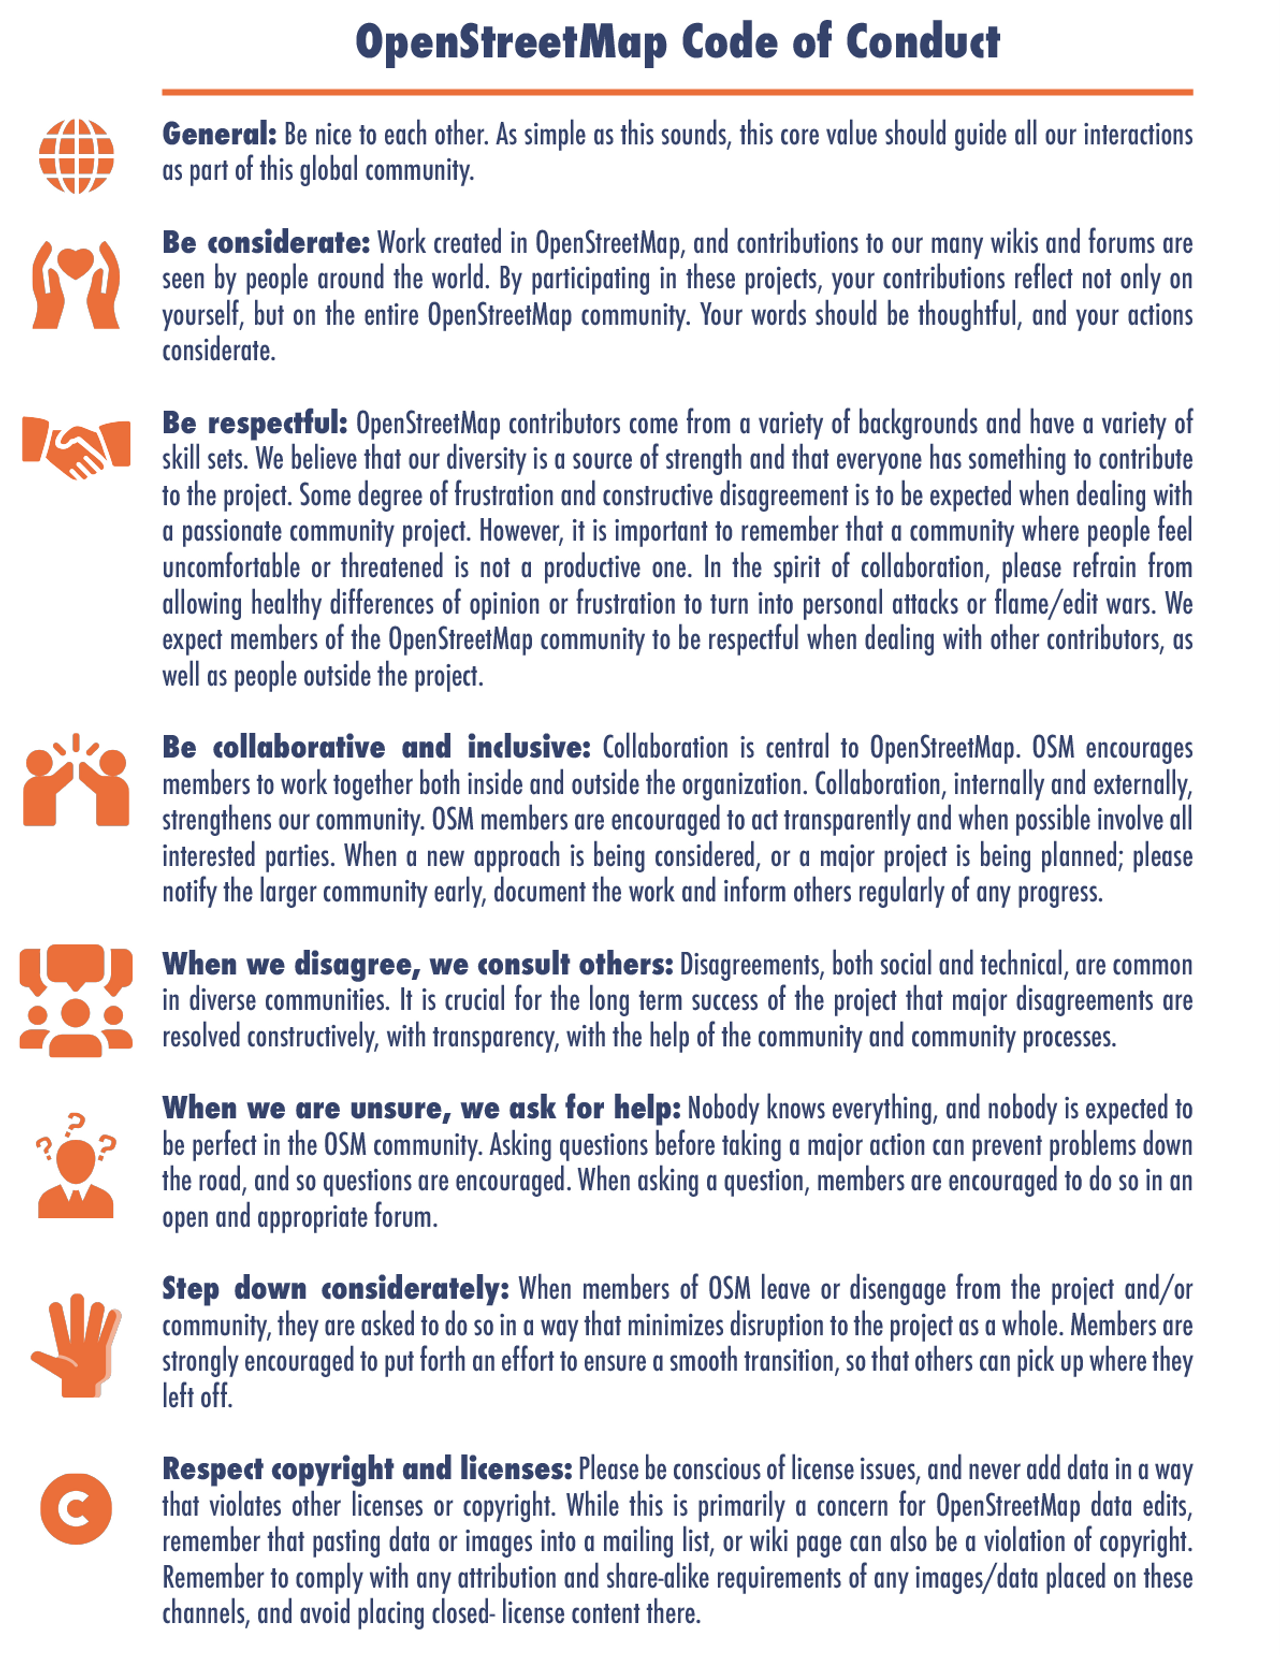 OpenStreetMap Code of Conduct
General: Be nice to each other. As simple as this sounds, this core value should guide all our interactions
as part of this global community.
Be considerate: Work created in OpenStreetMap, and contributions to our many wikis and forums are
seen by people around the world. By participating in these projects, your contributions reflect not only on
yourself, but on the entire OpenStreetMap community. Your words should be thoughtful, and your actions
considerate.
Be respectful: OpenStreetMap contributors come from a variety of backgrounds and have a variety of
skill sets. We believe that our diversity is a source of strength and that everyone has something to contribute
to the project. Some degree of frustration and constructive disagreement is to be expected when dealing with
a passionate community project. However, it is important to remember that a community where people feel
uncomfortable or threatened is not a productive one. In the spirit of collaboration, please refrain from
allowing healthy differences of opinion or frustration to turn into personal attacks or flame/edit wars. We
expect members of the OpenStreetMap community to be respectful when dealing with other contributors, as
well as people outside the project.
Be collaborative and inclusive: Collaboration is central to OpenStreetMap. OSM encourages
members to work together both inside and outside the organization. Collaboration, internally and externally,
strengthens our community. OSM members are encouraged to act transparently and when possible involve all
interested parties. When a new approach is being considered, or a major project is being planned; please
notify the larger community early, document the work and inform others regularly of any progress.
When we disagree, we consult others: Disagreements, both social and technical, are common
in diverse communities. It is crucial for the long term success of the project that major disagreements are
resolved constructively, with transparency, with the help of the community and community processes.
When we are unsure, we ask for help: Nobody knows everything, and nobody is expected to
be perfect in the OSM community. Asking questions before taking a major action can prevent problems down
the road, and so questions are encouraged. When asking a question, members are encouraged to do so in an
open and appropriate forum.
Step down considerately: When members of OSM leave or disengage from the project and/or
community, they are asked to do so in a way that minimizes disruption to the project as a whole. Members are
strongly encouraged to put forth an effort to ensure a smooth transition, so that others can pick up where they
left off.
Respect copyright and licenses: Please be conscious of license issues, and never add data in a way
that violates other licenses or copyright. While this is primarily a concern for OpenStreetMap data edits,
remember that pasting data or images into a mailing list, or wiki page can also be a violation of copyright.
Remember to comply with any attribution and share-alike requirements of any images/data placed on these
channels, and avoid placing closed- license content there.